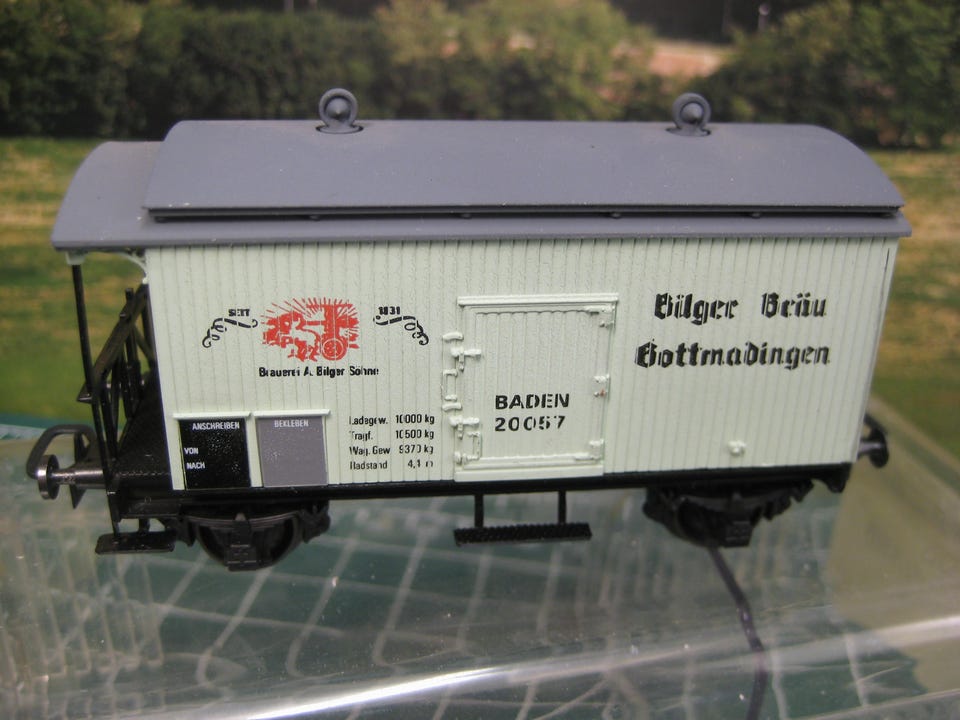 SEIT 1831
Brauerei A. Bilger Söhne
ANSCHREIBEN
VON
NACH
BEKLEBEN
Ladegew. 10000 kg
Tragf. 10500 kg
Wag. Gew 9370 kg
Radstand 4,1 m
BADEN
20057
Bilger Bräu
Gottmadingen